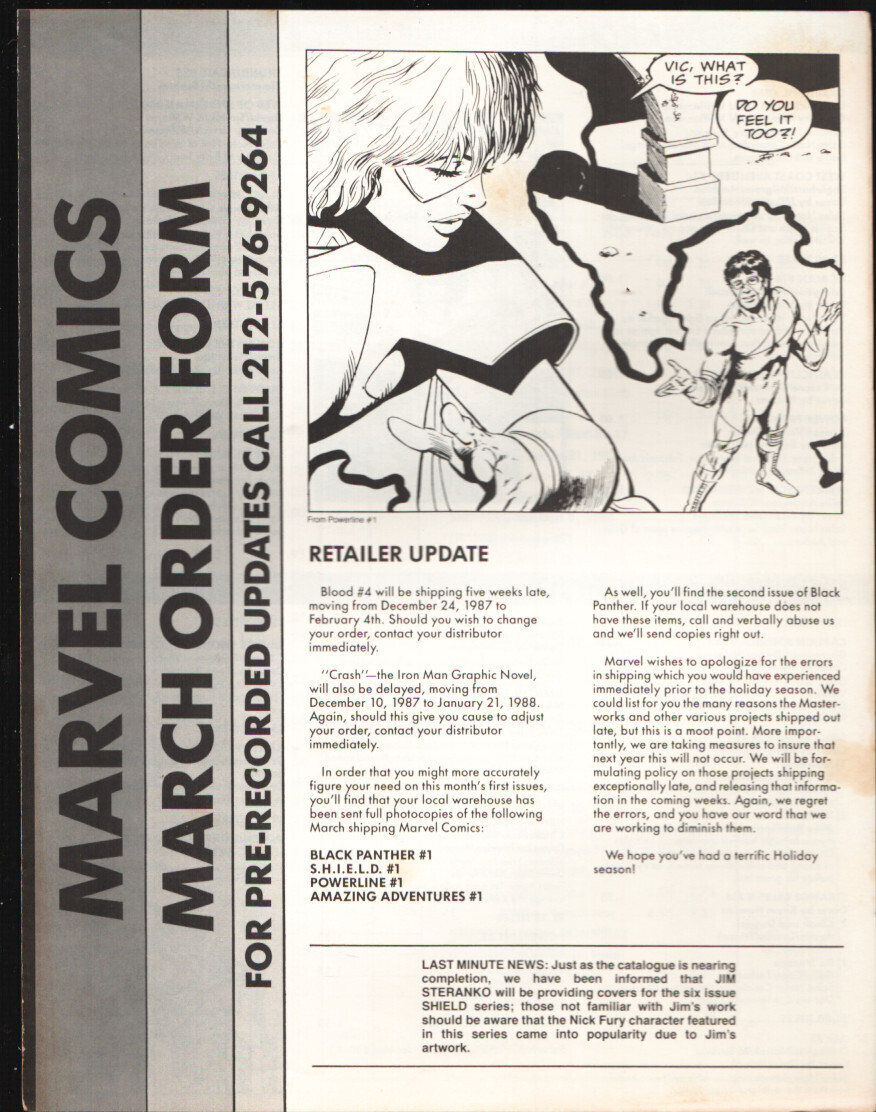 MARVEL COMICS
MARCH ORDER FORM
FOR PRE-RECORDED UPDATES CALL 212-576-9264
VIC, WHAT
IS THIS?
DO YOU
FEEL IT
TOO?!
From Powerline #1
RETAILER UPDATE
Blood #4 will be shipping five weeks late,
moving from December 24, 1987 to
February 4th. Should you wish to change
your order, contact your distributor
immediately.
"Crash"—the Iron Man Graphic Novel,
will also be delayed, moving from
December 10, 1987 to January 21, 1988.
Again, should this give you cause to adjust
your order, contact your distributor
immediately.
In order that you might more accurately
figure your need on this month's first issues,
you'll find that your local warehouse has
been sent full photocopies of the following
March shipping Marvel Comics:
BLACK PANTHER #1
S.H.I.E.L.D. #1
POWERLINE #1
AMAZING ADVENTURES #1
As well, you'll find the second issue of Black
Panther. If your local warehouse does not
have these items, call and verbally abuse us
and we'll send copies right out.
Marvel wishes to apologize for the errors
in shipping which you would have experienced
immediately prior to the holiday season. We
could list for you the many reasons the Master-
works and other various projects shipped out
late, but this is a moot point. More impor-
tantly, we are taking measures to insure that
next year this will not occur. We will be for-
mulating policy on those projects shipping
exceptionally late, and releasing that informa-
tion in the coming weeks. Again, we regret
the errors, and you have our word that we
are working to diminish them.
We hope you've had a terrific Holiday
season!
LAST MINUTE NEWS: Just as the catalogue is nearing
completion, we have been informed that JIM
STERANKO will be providing covers for the six issue
SHIELD series; those not familiar with Jim's work
should be aware that the Nick Fury character featured
in this series came into popularity due to Jim's
artwork.